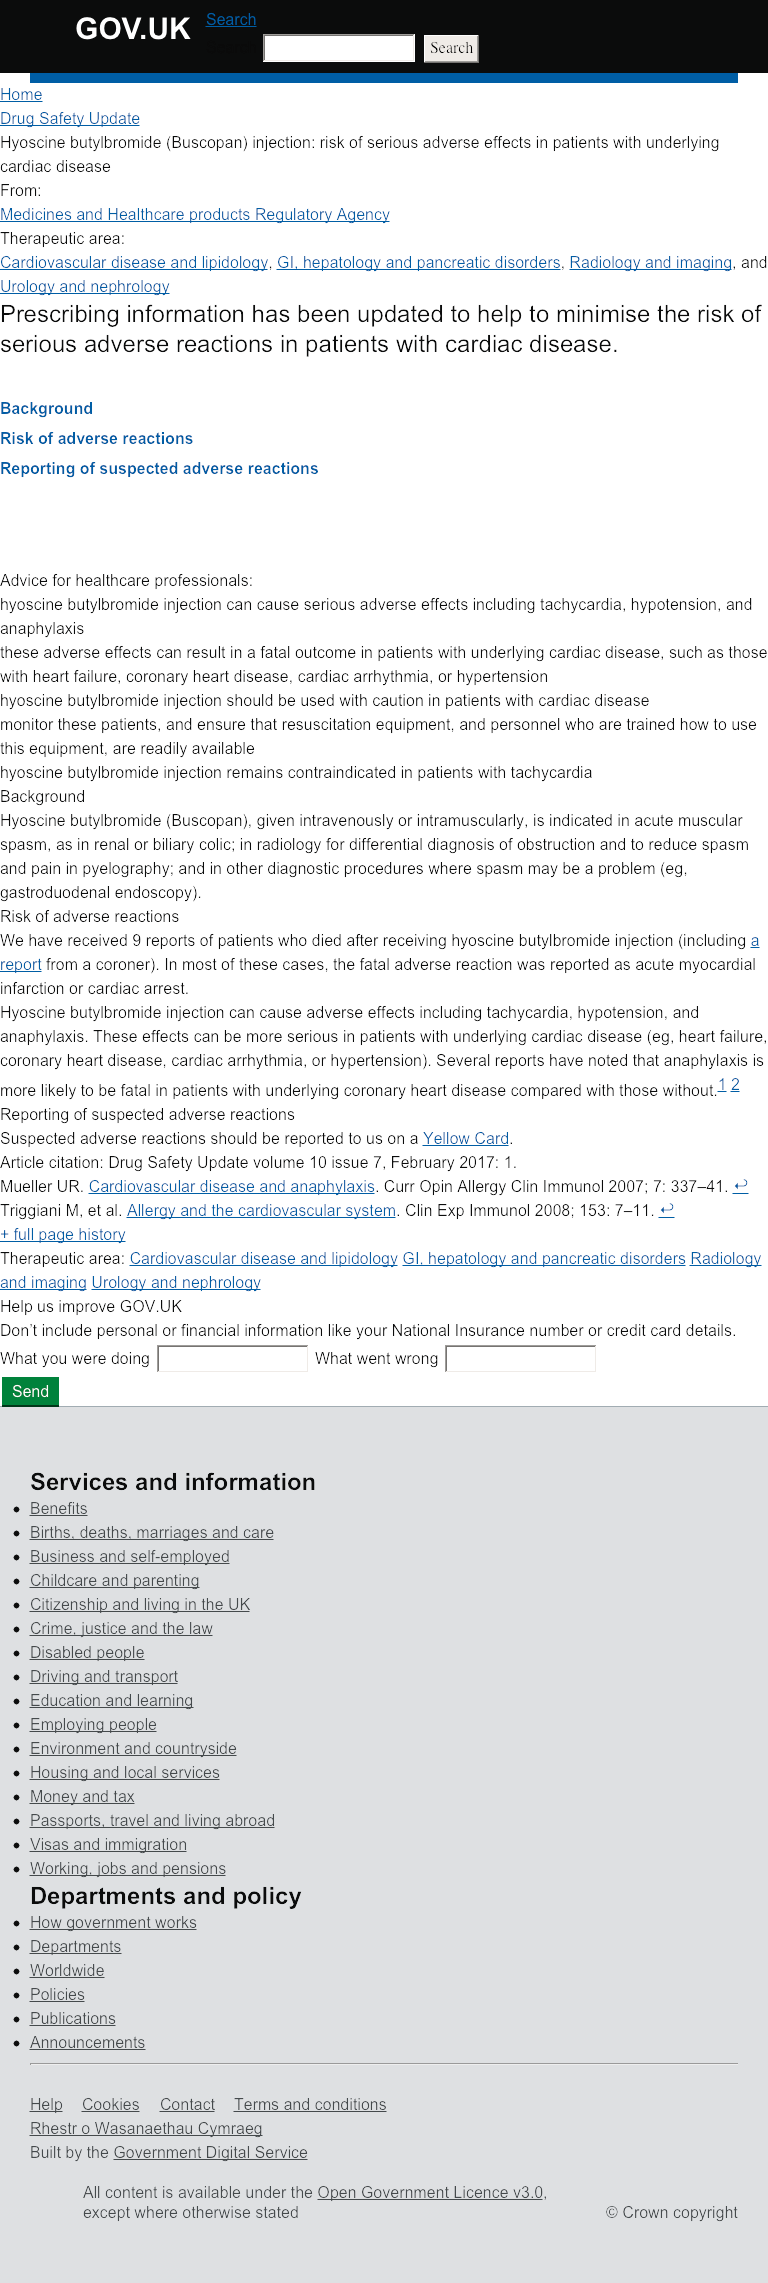 GOV.UK
Search
Search
Home
Drug Safety Update
Hyoscine butylbromide (Buscopan) injection: risk of serious adverse effects in patients with underlying
cardiac disease
From:
Medicines and Healthcare products Regulatory Agency
Therapeutic area:
Cardiovascular disease and lipidology, GI, hepatology and pancreatic disorders, Radiology and imaging, and
Urology and nephrology
Prescribing information has been updated to help to minimise the risk of
serious adverse reactions in patients with cardiac disease.
Background
Risk of adverse reactions
Reporting of suspected adverse reactions
Advice for healthcare professionals:
hyoscine butylbromide injection can cause serious adverse effects including tachycardia, hypotension, and
anaphylaxis
these adverse effects can result in a fatal outcome in patients with underlying cardiac disease, such as those
with heart failure, coronary heart disease, cardiac arrhythmia, or hypertension
hyoscine butylbromide injection should be used with caution in patients with cardiac disease
monitor these patients, and ensure that resuscitation equipment, and personnel who are trained how to use
this equipment, are readily available
hyoscine butylbromide injection remains contraindicated in patients with tachycardia
Background
Hyoscine butylbromide (Buscopan), given intravenously or intramuscularly, is indicated in acute muscular
spasm, as in renal or biliary colic; in radiology for differential diagnosis of obstruction and to reduce spasm
and pain in pyelography; and in other diagnostic procedures where spasm may be a problem (eg,
gastroduodenal endoscopy).
Risk of adverse reactions
We have received 9 reports of patients who died after receiving hyoscine butylbromide injection (including a
report from a coroner). In most of these cases, the fatal adverse reaction was reported as acute myocardial
infarction or cardiac arrest.
Hyoscine butylbromide injection can cause adverse effects including tachycardia, hypotension, and
anaphylaxis. These effects can be more serious in patients with underlying cardiac disease (eg, heart failure,
coronary heart disease, cardiac arrhythmia, or hypertension). Several reports have noted that anaphylaxis is
more likely to be fatal in patients with underlying coronary heart disease compared with those without.1 2
Reporting of suspected adverse reactions
Suspected adverse reactions should be reported to us on a Yellow Card.
Article citation: Drug Safety Update volume 10 issue 7, February 2017: 1.
Mueller UR. Cardiovascular disease and anaphylaxis. Curr Opin Allergy Clin Immunol 2007; 7: 337–41. ↩
Triggiani M, et al. Allergy and the cardiovascular system. Clin Exp Immunol 2008; 153: 7–11. ↩
+ full page history
Therapeutic area: Cardiovascular disease and lipidology GI, hepatology and pancreatic disorders Radiology
and imaging Urology and nephrology
Help us improve GOV.UK
Don’t include personal or financial information like your National Insurance number or credit card details.
What you were doing What went wrong
Send
Services and information
Benefits
Births, deaths, marriages and care
Business and self-employed
Childcare and parenting
Citizenship and living in the UK
Crime, justice and the law
Disabled people
Driving and transport
Education and learning
Employing people
Environment and countryside
Housing and local services
Money and tax
Passports, travel and living abroad
Visas and immigration
Working, jobs and pensions
Departments and policy
How government works
Departments
Worldwide
Policies
Publications
Announcements
Help Cookies Contact Terms and conditions
Rhestr o Wasanaethau Cymraeg
Built by the Government Digital Service
All content is available under the Open Government Licence v3.0,
except where otherwise stated
© Crown copyright